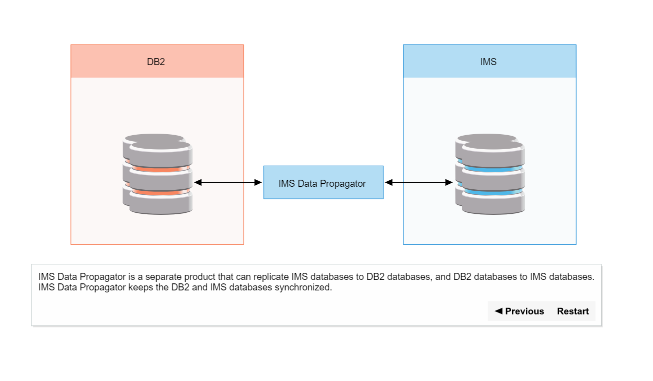 DB2
IMS
IMS Data Propagator
IMS Data Propagator is a separate product that can replicate IMS databases to DB2 databases, and DB2 databases to IMS databases.
IMS Data Propagator keeps the DB2 and IMS databases synchronized.
◄ Previous Restart